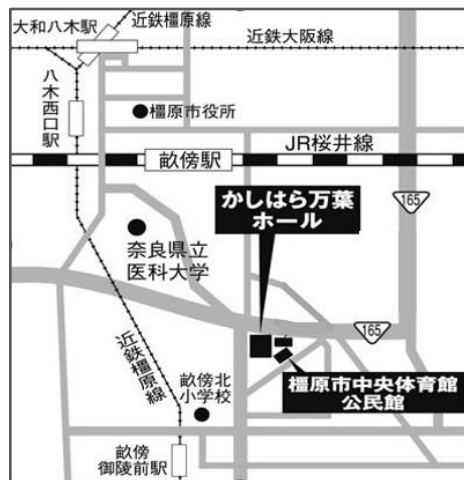 近鉄橿原線
大和八木駅
近鉄大阪線
八木西口駅
橿原市役所
JR桜井線
畝傍駅
かしはら万葉
ホール
165
奈良県立
医科大学
165
近鉄橿原線
畝傍北
小学校
橿原市中央体育館
公民館
畝傍
御陵前駅